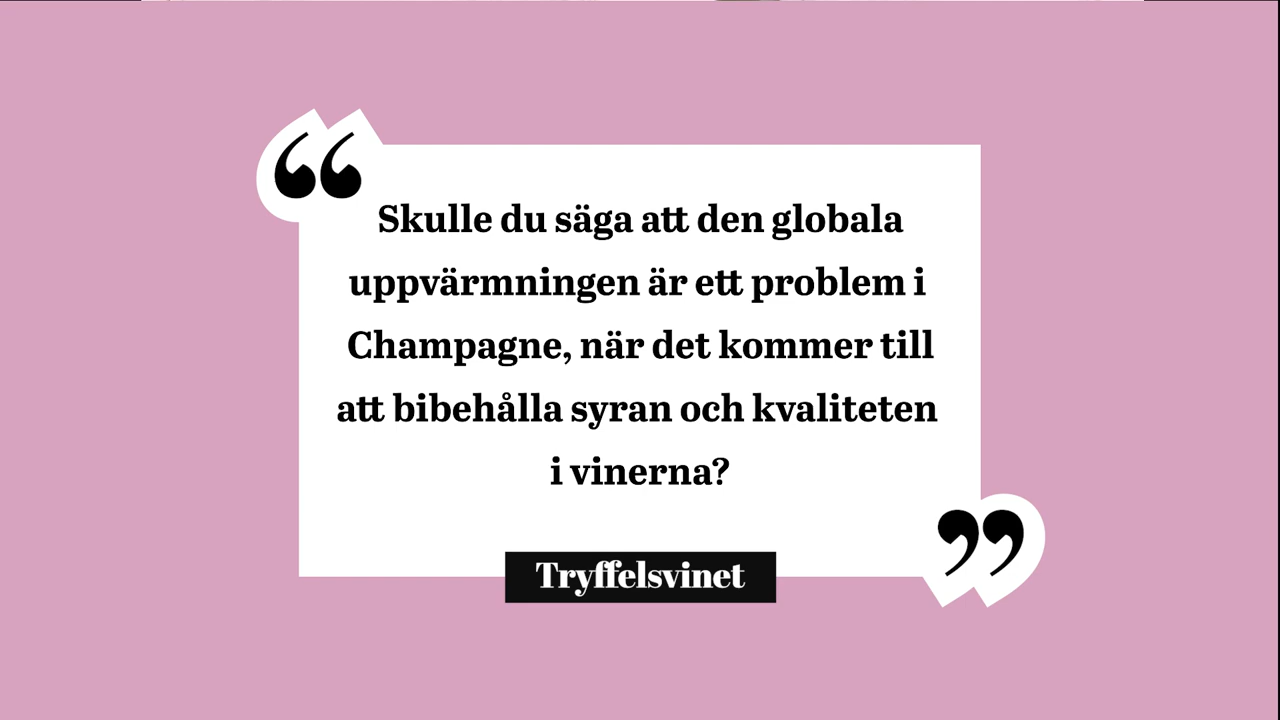 “
Skulle du säga att den globala
uppvärmningen är ett problem i
Champagne, när det kommer till
att bibehålla syran och kvaliteten
i vinerna?
”
Tryffelsvinet